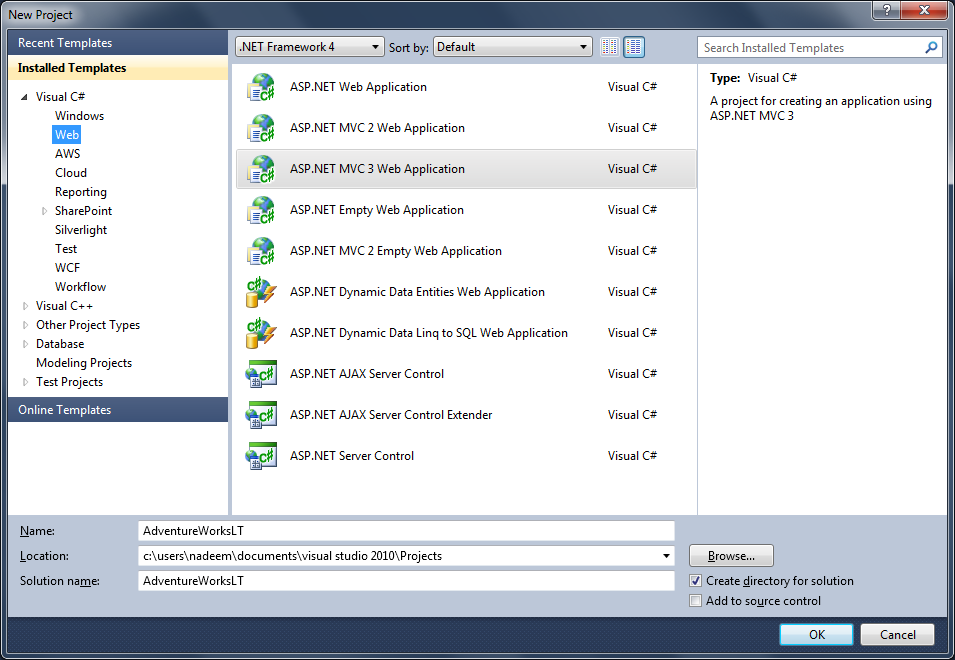 New Project
?
Recent Templates
Installed Templates
Visual C#
Windows
Web
AWS
Cloud
Reporting
SharePoint
Silverlight
Test
WCF
Workflow
Visual C++
Other Project Types
Database
Modeling Projects
Test Projects
Online Templates
.NET Framework 4 Sort by: Default
ASP.NET Web Application Visual C#
ASP.NET MVC 2 Web Application Visual C#
ASP.NET MVC 3 Web Application Visual C#
ASP.NET Empty Web Application Visual C#
ASP.NET MVC 2 Empty Web Application Visual C#
ASP.NET Dynamic Data Entities Web Application Visual C#
ASP.NET Dynamic Data Linq to SQL Web Application Visual C#
ASP.NET AJAX Server Control Visual C#
ASP.NET AJAX Server Control Extender Visual C#
ASP.NET Server Control Visual C#
Search Installed Templates
Type: Visual C#
A project for creating an application using
ASP.NET MVC 3
Name: AdventureWorksLT
Location: c:\users\nadeem\documents\visual studio 2010\Projects
Browse...
Solution name: AdventureWorksLT
Create directory for solution
Add to source control
OK Cancel